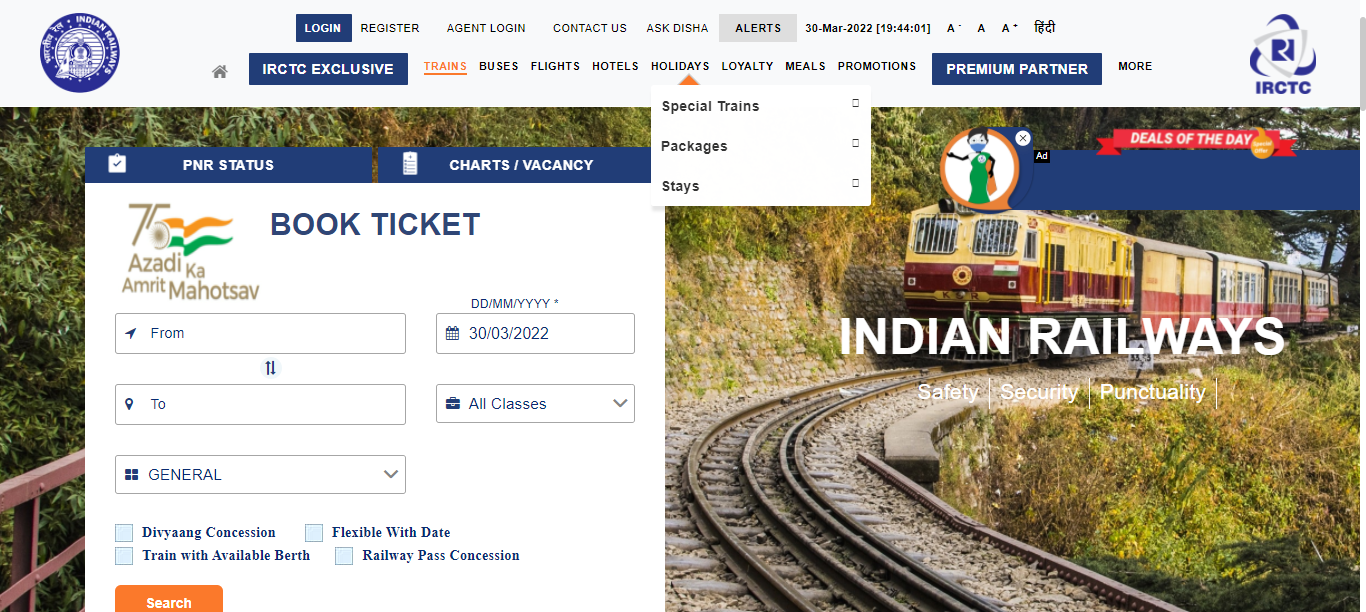 LOGIN REGISTER AGENT LOGIN CONTACT US ASK DISHA ALERTS 30-Mar-2022 [19:44:01] A- A A+ हिंदी
INDIAN RAILWAYS
भारतीय रेल
IRCTC EXCLUSIVE TRAINS BUSES FLIGHTS HOTELS HOLIDAYS LOYALTY MEALS PROMOTIONS PREMIUM PARTNER MORE
IRCTC
Special Trains
Packages
Stays
PNR STATUS
CHARTS / VACANCY
DEALS OF THE DAY
Special Offer
Ad
75
Azadi Ka
Amrit Mahotsav
BOOK TICKET
DD/MM/YYYY *
From
30/03/2022
To
All Classes
GENERAL
Divyaang Concession
Flexible With Date
Train with Available Berth
Railway Pass Concession
Search
INDIAN RAILWAYS
Safety | Security | Punctuality |